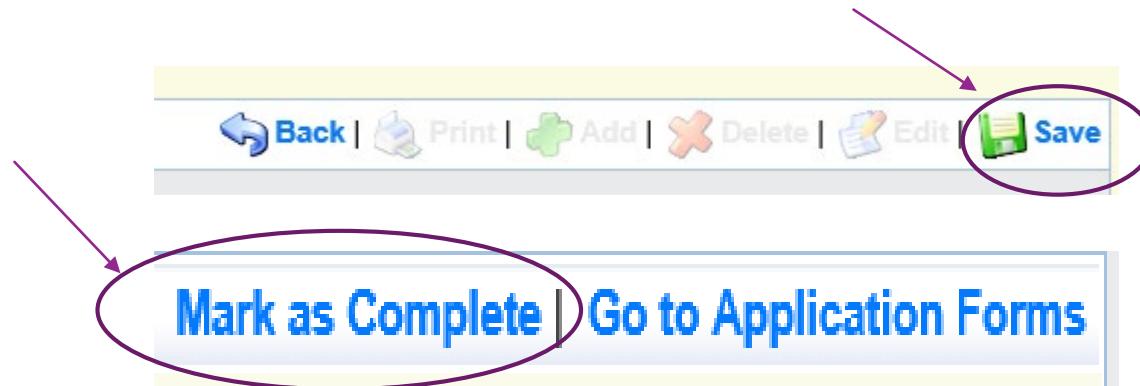 Back | Print | Add | Delete | Edit | Save
Mark as Complete | Go to Application Forms